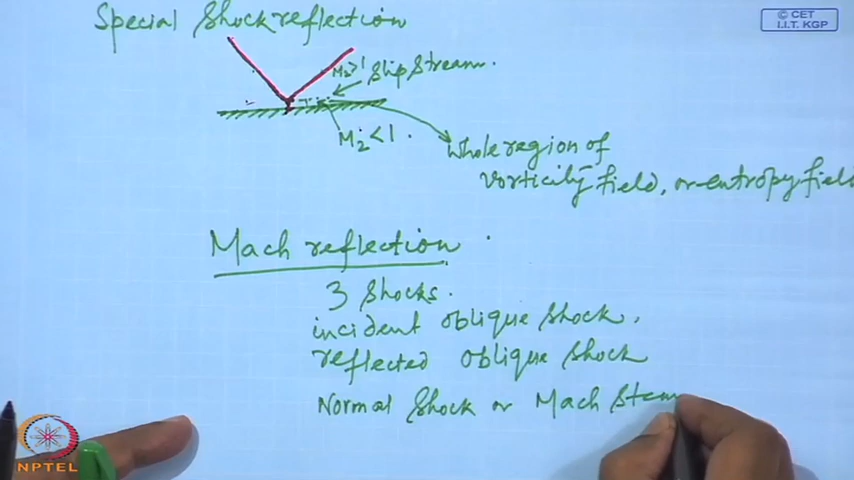 Special Shock reflection
© CET
I.I.T. KGP
M₂>1 Slip Stream.
M₂<1.
Whole region of
vorticity field, or entropy field
Mach reflection
3 Shocks.
incident oblique Shock.
reflected oblique Shock
Normal Shock or Mach Stem
NPTEL